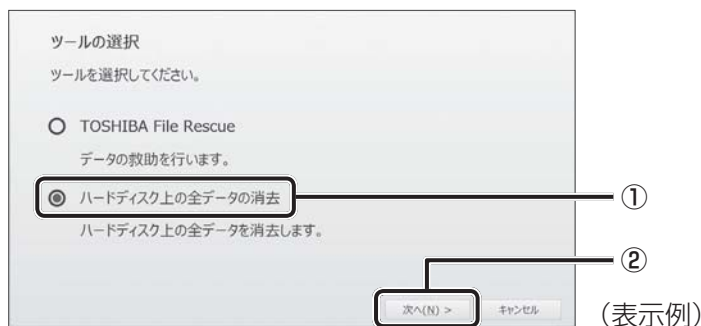 ツールの選択
ツールを選択してください。
TOSHIBA File Rescue
データの救助を行います。
ハードディスク上の全データの消去
①
ハードディスク上の全データを消去します。
②
次へ(N) >
キャンセル
(表示例)